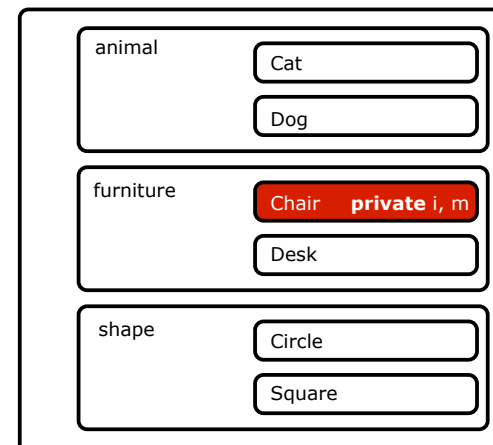 animal
Cat
Dog
furniture
Chair private i, m
Desk
shape
Circle
Square